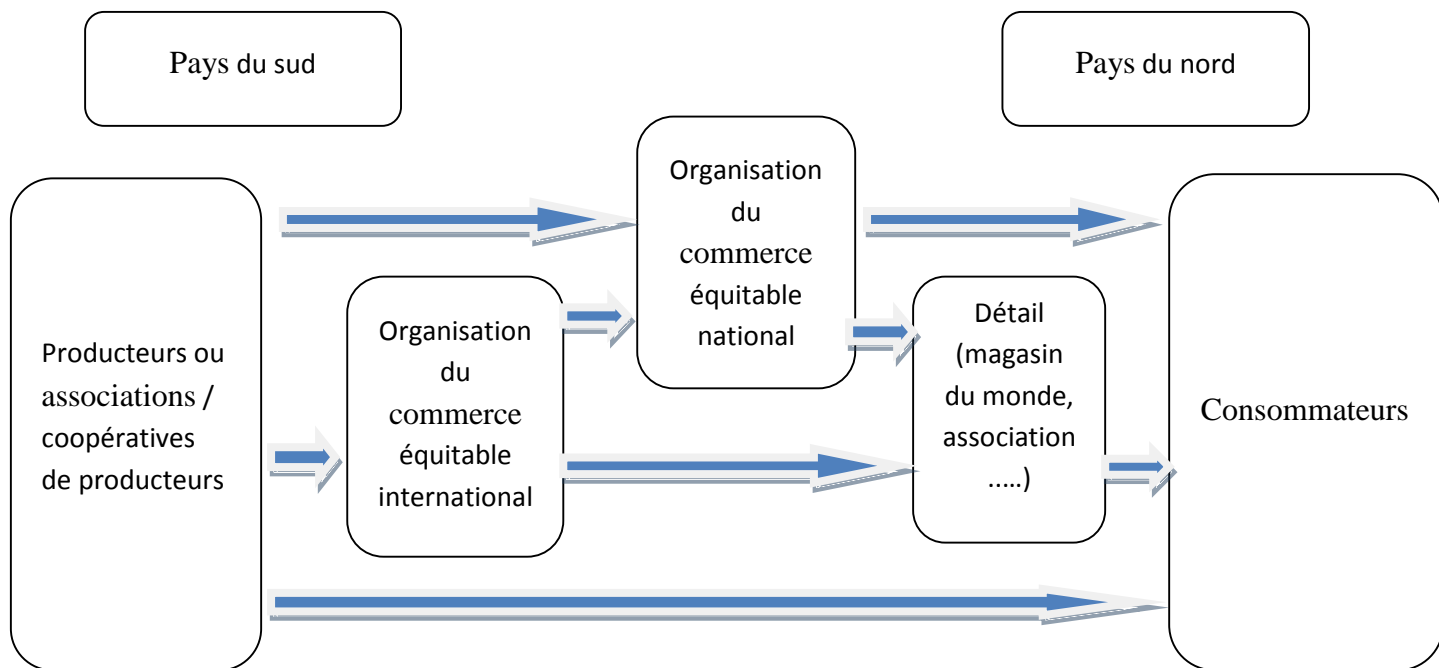 Pays du sud
Pays du nord
Organisation
du
commerce
équitable
national
Producteurs ou
associations /
coopératives
de producteurs
Organisation
du
commerce
équitable
international
Détail
(magasin
du monde,
association
…..)
Consommateurs